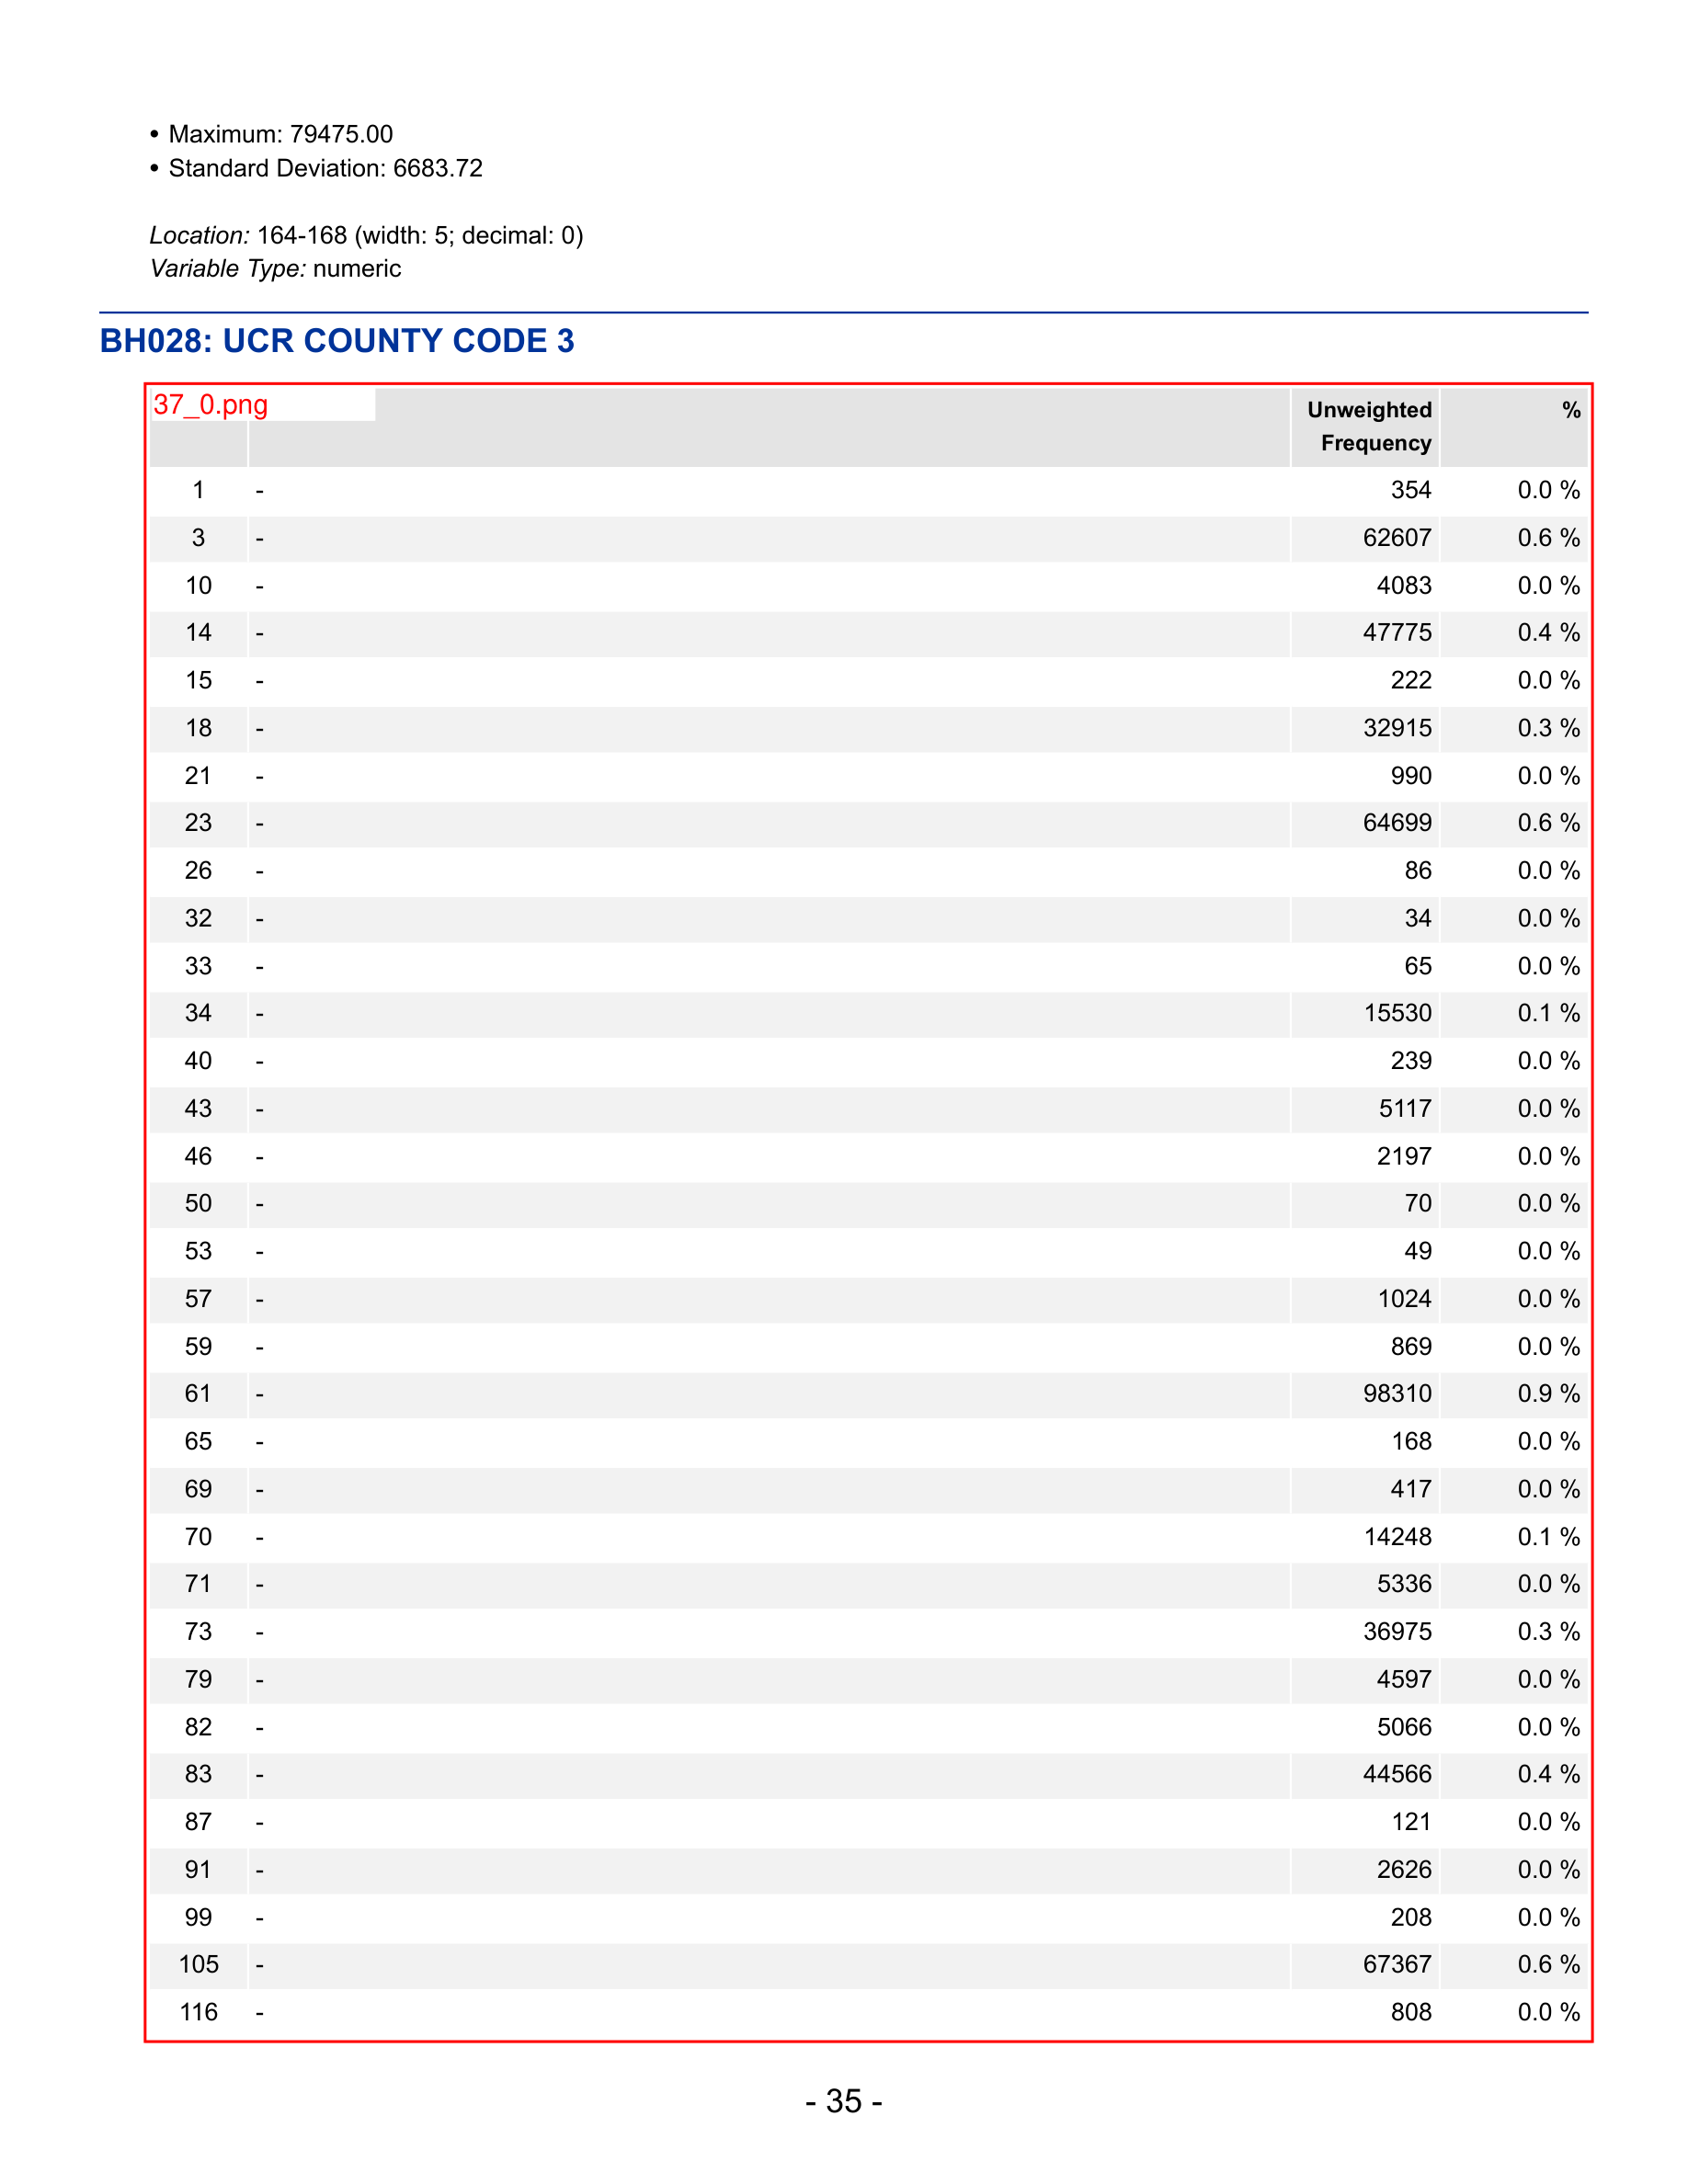 • Maximum: 79475.00
• Standard Deviation: 6683.72
Location: 164-168 (width: 5; decimal: 0)
Variable Type: numeric
BH028: UCR COUNTY CODE 3
37_0.png
Unweighted Frequency %
1 - 354 0.0 %
3 - 62607 0.6 %
10 - 4083 0.0 %
14 - 47775 0.4 %
15 - 222 0.0 %
18 - 32915 0.3 %
21 - 990 0.0 %
23 - 64699 0.6 %
26 - 86 0.0 %
32 - 34 0.0 %
33 - 65 0.0 %
34 - 15530 0.1 %
40 - 239 0.0 %
43 - 5117 0.0 %
46 - 2197 0.0 %
50 - 70 0.0 %
53 - 49 0.0 %
57 - 1024 0.0 %
59 - 869 0.0 %
61 - 98310 0.9 %
65 - 168 0.0 %
69 - 417 0.0 %
70 - 14248 0.1 %
71 - 5336 0.0 %
73 - 36975 0.3 %
79 - 4597 0.0 %
82 - 5066 0.0 %
83 - 44566 0.4 %
87 - 121 0.0 %
91 - 2626 0.0 %
99 - 208 0.0 %
105 - 67367 0.6 %
116 - 808 0.0 %
- 35 -